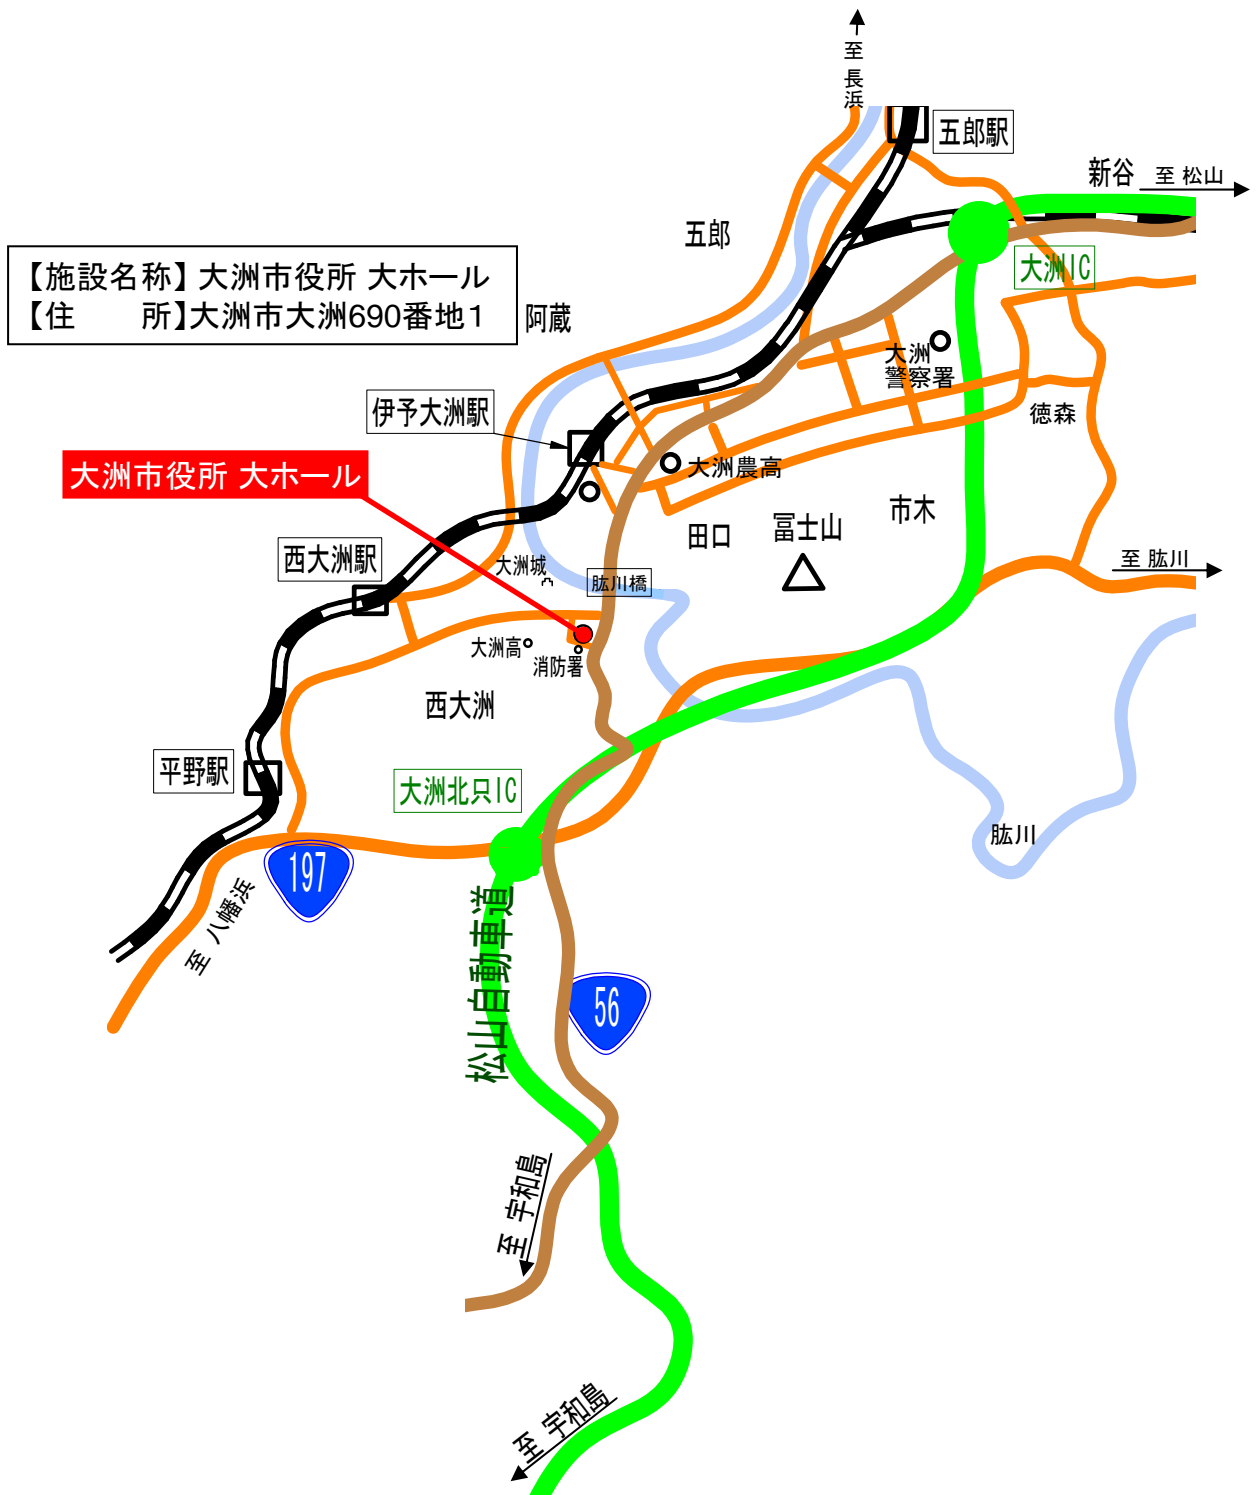 至 長浜
五郎駅
新谷
至 松山
五郎
大洲IC
【施設名称】大洲市役所 大ホール
【住　　所】大洲市大洲690番地1
阿蔵
大洲
警察署
伊予大洲駅
徳森
大洲市役所 大ホール
大洲農高
市木
田口
冨士山
西大洲駅
大洲城
肱川橋
至 肱川
大洲高
消防署
西大洲
平野駅
大洲北只IC
肱川
197
至 八幡浜
松山自動車道
56
至 宇和島
至 宇和島